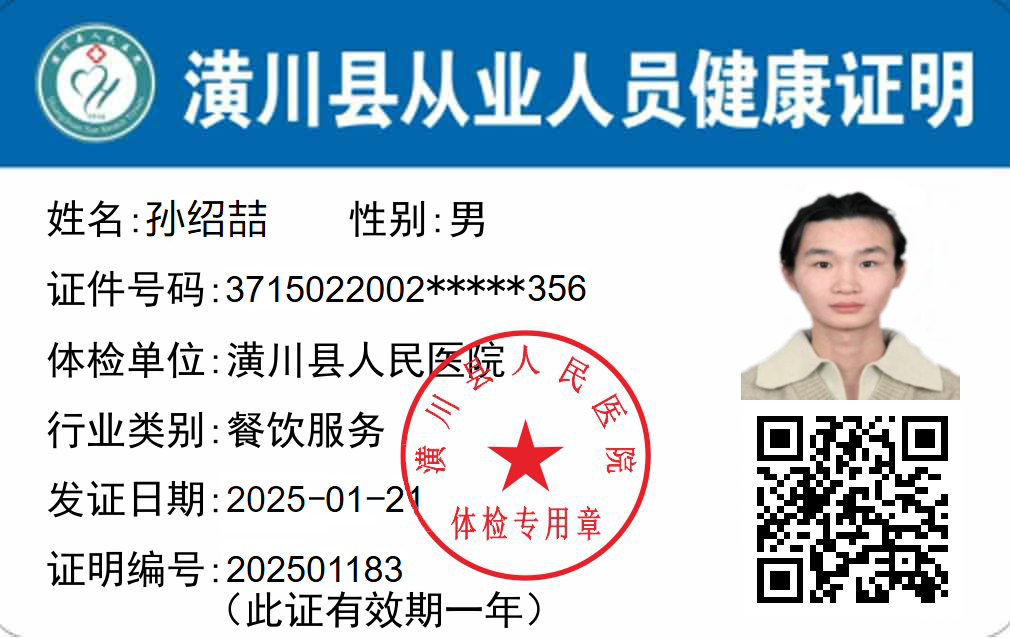 潢川县从业人员健康证明
姓名:孙绍喆 性别:男
证件号码:3715022002*****356
体检单位:潢川县人民医院
行业类别:餐饮服务
发证日期:2025-01-21
证明编号:202501183
（此证有效期一年）
潢川县人民医院
体检专用章